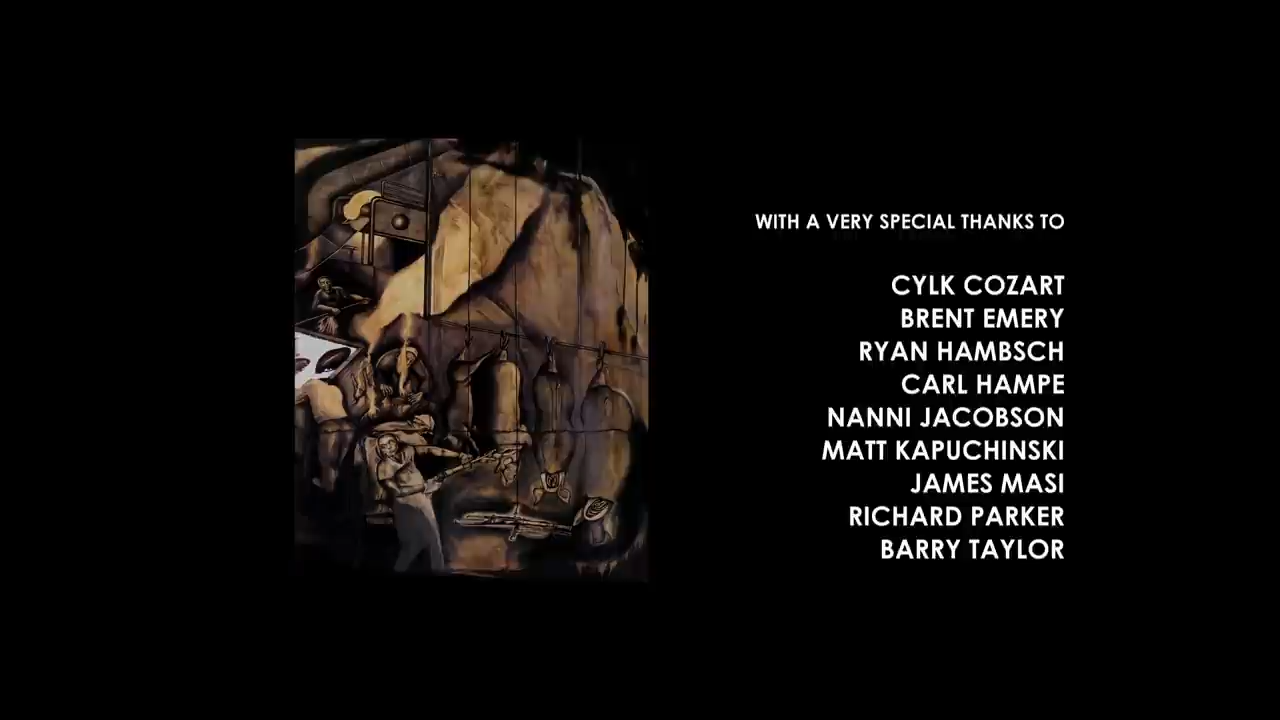 WITH A VERY SPECIAL THANKS TO
CYLK COZART
BRENT EMERY
RYAN HAMBSCH
CARL HAMPE
NANNI JACOBSON
MATT KAPUCHINSKI
JAMES MASI
RICHARD PARKER
BARRY TAYLOR